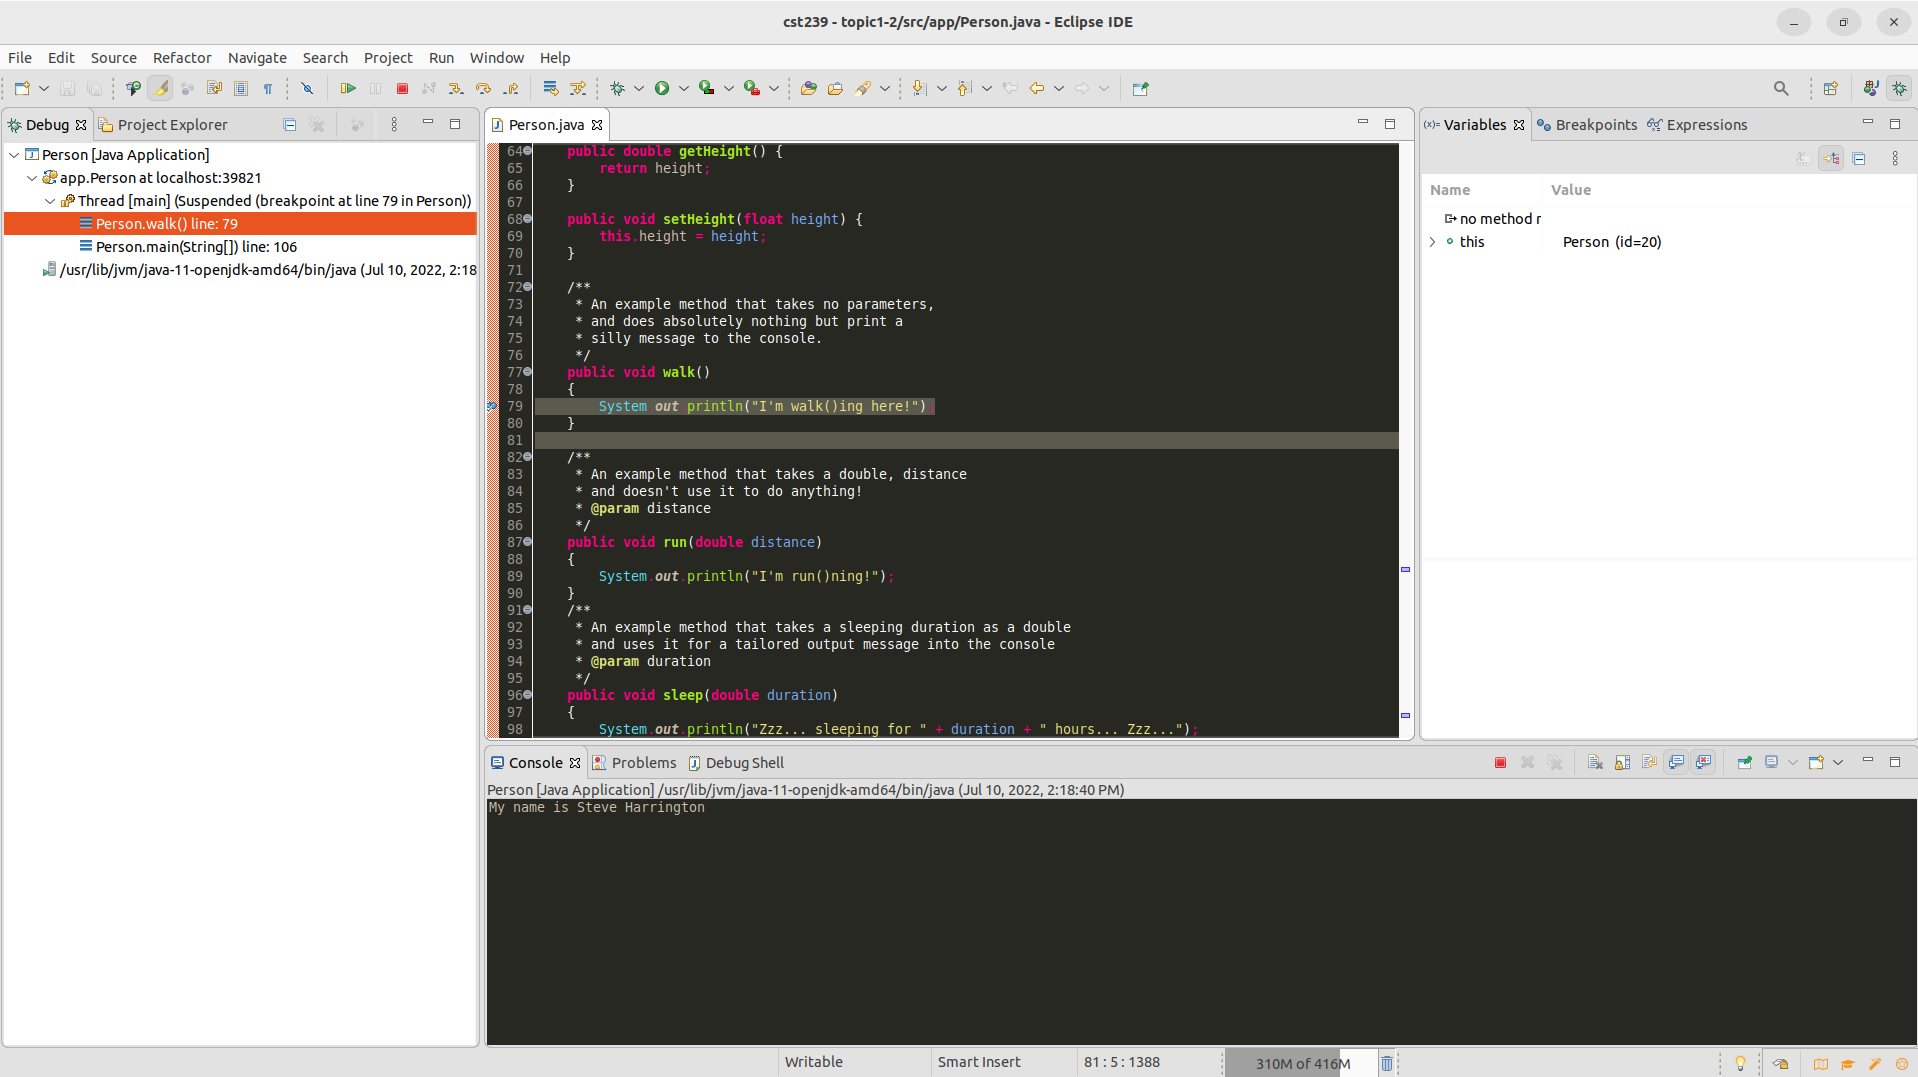 cst239 - topic1-2/src/app/Person.java - Eclipse IDE
File Edit Source Refactor Navigate Search Project Run Window Help
Debug Project Explorer
Person [Java Application]
app.Person at localhost:39821
Thread [main] (Suspended (breakpoint at line 79 in Person))
Person.walk() line: 79
Person.main(String[]) line: 106
/usr/lib/jvm/java-11-openjdk-amd64/bin/java (Jul 10, 2022, 2:18
Person.java
64 public double getHeight() {
65 return height;
66 }
67
68 public void setHeight(float height) {
69 this.height = height;
70 }
71
72 /**
73 * An example method that takes no parameters,
74 * and does absolutely nothing but print a
75 * silly message to the console.
76 */
77 public void walk()
78 {
79 System.out.println("I'm walk()ing here!");
80 }
81
82 /**
83 * An example method that takes a double, distance
84 * and doesn't use it to do anything!
85 * @param distance
86 */
87 public void run(double distance)
88 {
89 System.out.println("I'm run()ning!");
90 }
91 /**
92 * An example method that takes a sleeping duration as a double
93 * and uses it for a tailored output message into the console
94 * @param duration
95 */
96 public void sleep(double duration)
97 {
98 System.out.println("Zzz... sleeping for " + duration + " hours... Zzz...");
(x)= Variables Breakpoints Expressions
Name Value
no method r
this Person (id=20)
Console Problems Debug Shell
Person [Java Application] /usr/lib/jvm/java-11-openjdk-amd64/bin/java (Jul 10, 2022, 2:18:40 PM)
My name is Steve Harrington
Writable Smart Insert 81 : 5 : 1388 310M of 416M